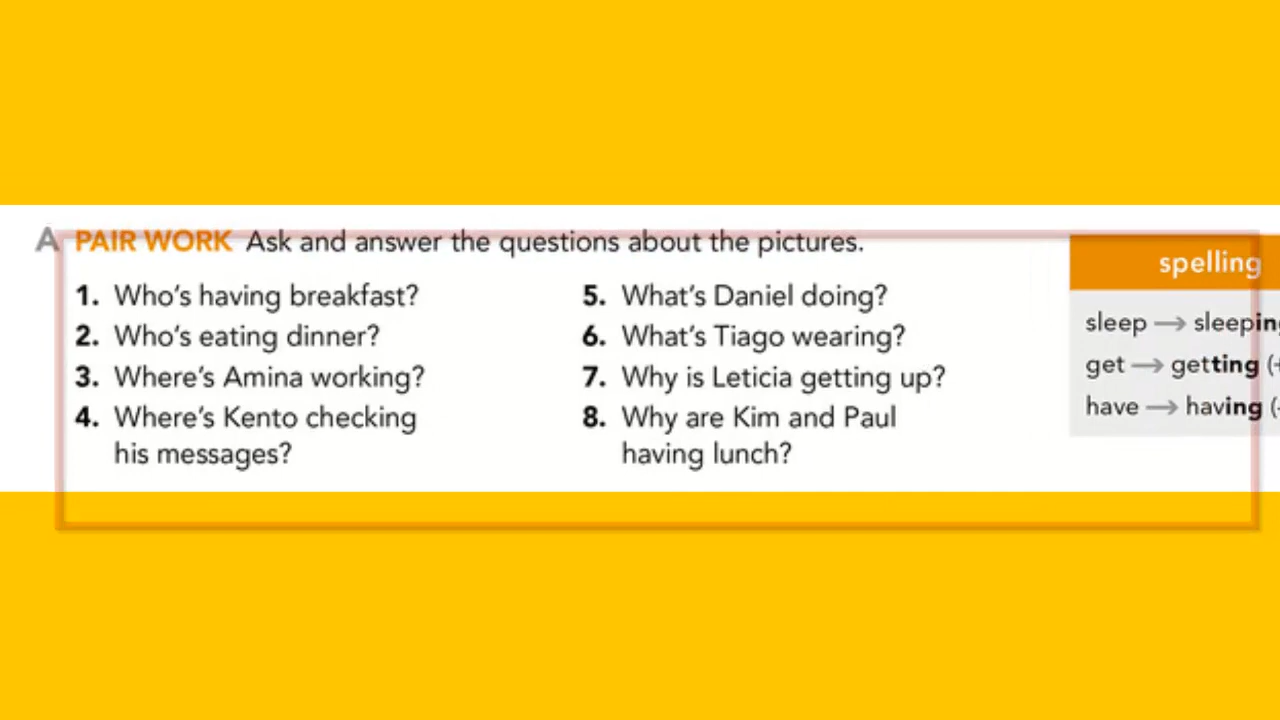 A PAIR WORK Ask and answer the questions about the pictures.
1. Who's having breakfast?
2. Who's eating dinner?
3. Where's Amina working?
4. Where's Kento checking
his messages?
5. What's Daniel doing?
6. What's Tiago wearing?
7. Why is Leticia getting up?
8. Why are Kim and Paul
having lunch?
spelling
sleep → sleeping
get → getting (+
have → having (